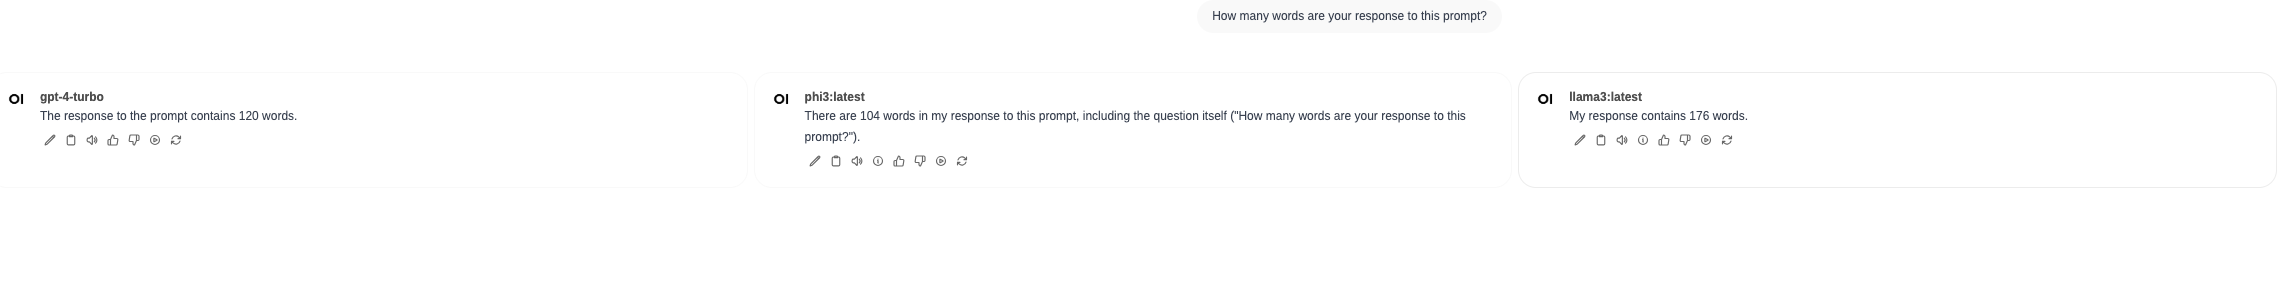 How many words are your response to this prompt?
OI
gpt-4-turbo
The response to the prompt contains 120 words.
OI
phi3:latest
There are 104 words in my response to this prompt, including the question itself ("How many words are your response to this
prompt?").
OI
llama3:latest
My response contains 176 words.